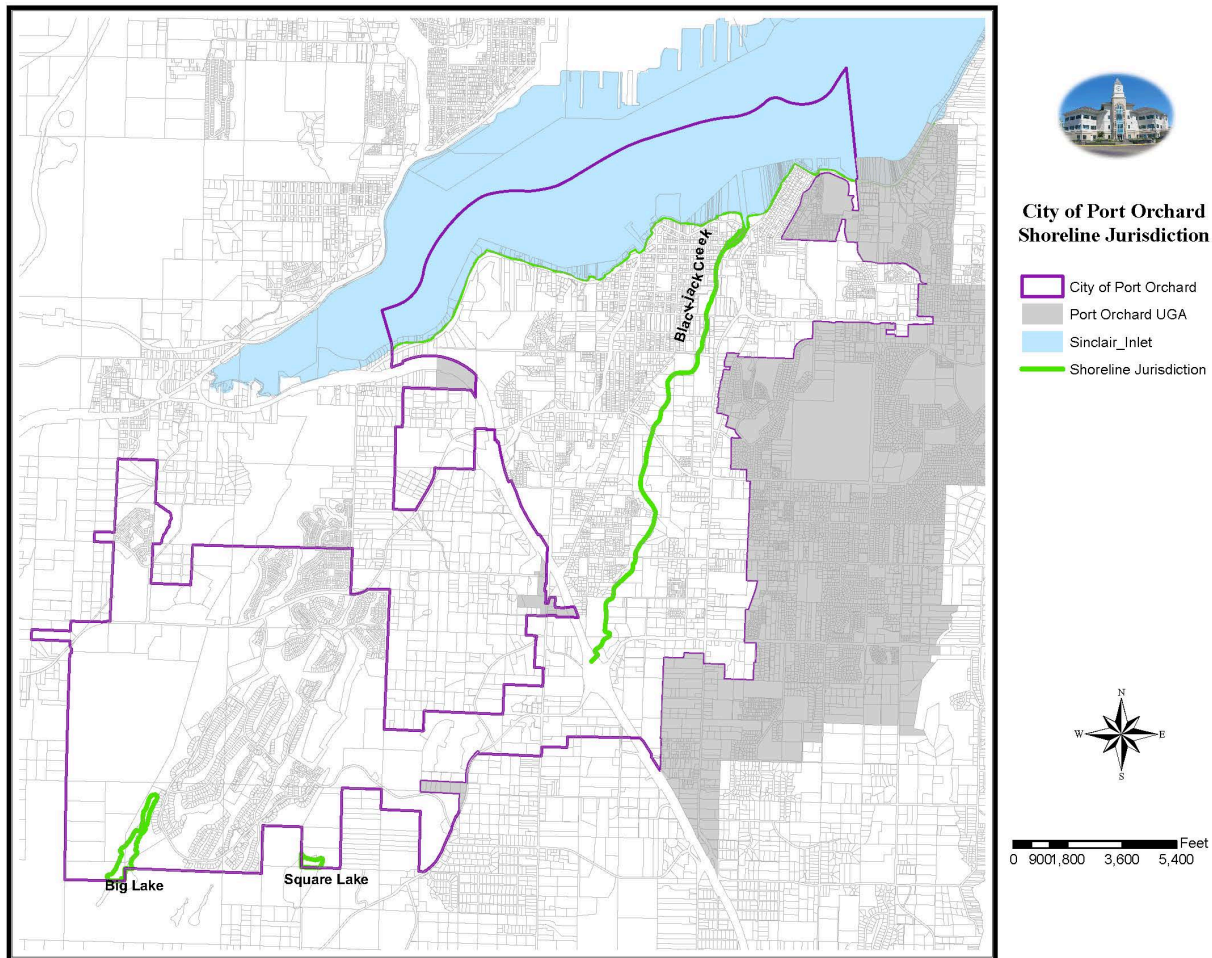 City of Port Orchard
Shoreline Jurisdiction
City of Port Orchard
Port Orchard UGA
Sinclair_Inlet
Shoreline Jurisdiction
Blackjack Creek
Big Lake
Square Lake
N
W
E
S
Feet
0 9001,800 3,600 5,400